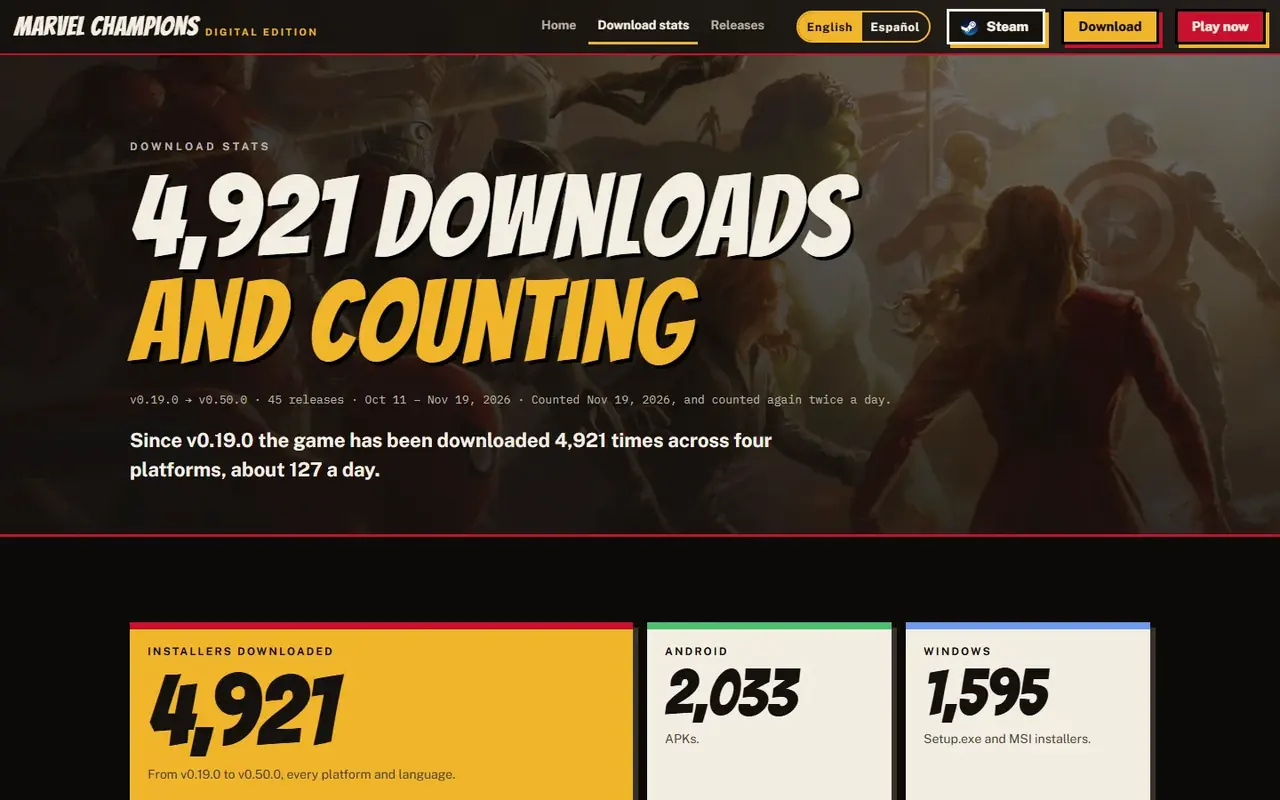 MARVEL CHAMPIONS DIGITAL EDITION
Home
Download stats
Releases
English
Español
Steam
Download
Play now
DOWNLOAD STATS
4,921 DOWNLOADS
AND COUNTING
v0.19.0 → v0.50.0 · 45 releases · Oct 11 – Nov 19, 2026 · Counted Nov 19, 2026, and counted again twice a day.
Since v0.19.0 the game has been downloaded 4,921 times across four
platforms, about 127 a day.
INSTALLERS DOWNLOADED
4,921
From v0.19.0 to v0.50.0, every platform and language.
ANDROID
2,033
APKs.
WINDOWS
1,595
Setup.exe and MSI installers.